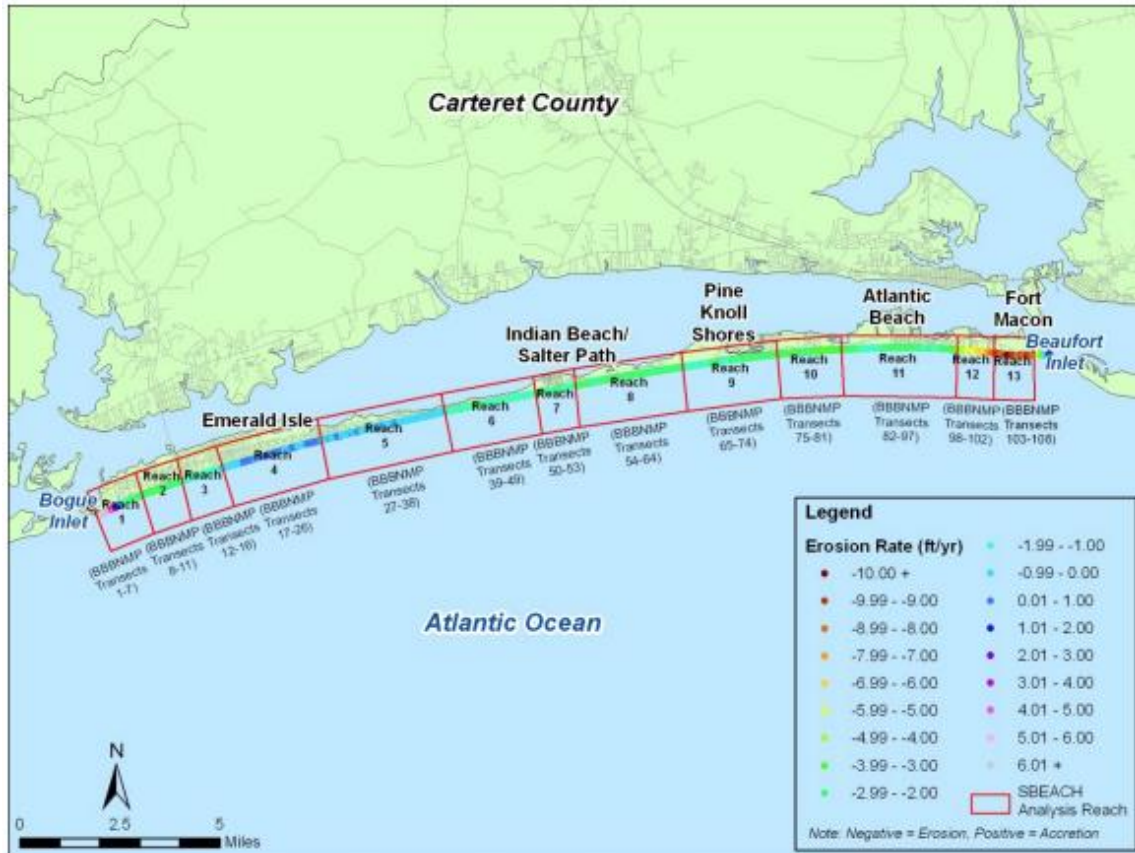 Carteret County
Pine
Knoll
Shores
Atlantic
Beach
Fort
Macon
Beaufort
Inlet
Indian Beach/
Salter Path
Emerald Isle
Bogue
Inlet
Reach
1
Reach
2
Reach
3
Reach
4
Reach
5
Reach
6
Reach
7
Reach
8
Reach
9
Reach
10
Reach
11
Reach
12
Reach
13
(BBBNMP
Transects
1-7)
(BBBNMP
Transects
8-11)
(BBBNMP
Transects
12-16)
(BBBNMP
Transects
17-26)
(BBBNMP
Transects
27-38)
(BBBNMP
Transects
39-49)
(BBBNMP
Transects
50-53)
(BBBNMP
Transects
54-64)
(BBBNMP
Transects
65-74)
(BBBNMP
Transects
75-81)
(BBBNMP
Transects
82-97)
(BBBNMP
Transects
98-102)
(BBBNMP
Transects
103-108)
Atlantic Ocean
Legend
Erosion Rate (ft/yr)
-10.00 +
-9.99 - -9.00
-8.99 - -8.00
-7.99 - -7.00
-6.99 - -6.00
-5.99 - -5.00
-4.99 - -4.00
-3.99 - -3.00
-2.99 - -2.00
-1.99 - -1.00
-0.99 - 0.00
0.01 - 1.00
1.01 - 2.00
2.01 - 3.00
3.01 - 4.00
4.01 - 5.00
5.01 - 6.00
6.01 +
SBEACH
Analysis Reach
Note: Negative = Erosion, Positive = Accretion
N
0 2.5 5
Miles